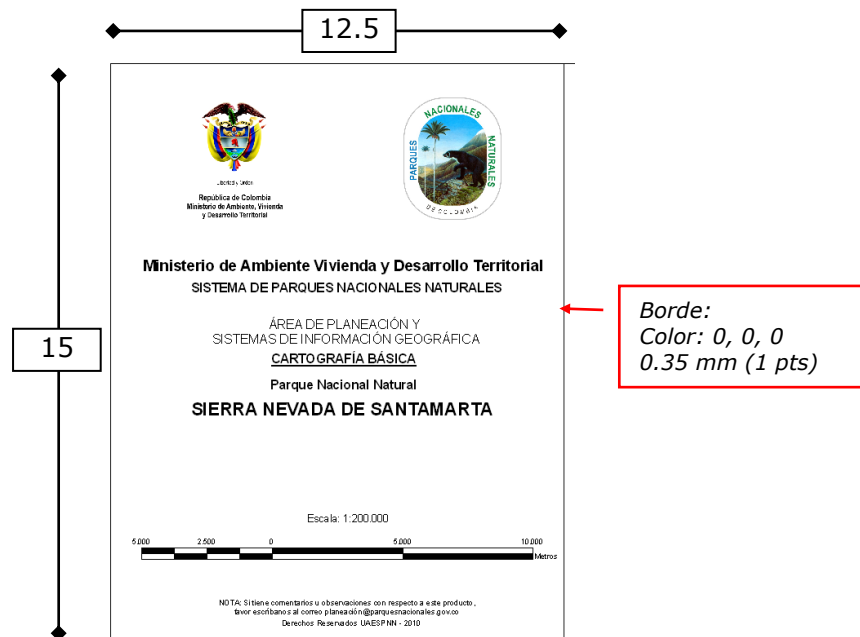 12.5
15
PARQUES NACIONALES NATURALES
DE COLOMBIA
Libertad y Orden
República de Colombia
Ministerio de Ambiente, Vivienda
y Desarrollo Territorial
Ministerio de Ambiente Vivienda y Desarrollo Territorial
SISTEMA DE PARQUES NACIONALES NATURALES
ÁREA DE PLANEACIÓN Y
SISTEMAS DE INFORMACIÓN GEOGRÁFICA
CARTOGRAFÍA BÁSICA
Parque Nacional Natural
SIERRA NEVADA DE SANTAMARTA
Borde:
Color: 0, 0, 0
0.35 mm (1 pts)
Escala: 1:200.000
5.000 2.500 0 5.000 10.000
Metros
NOTA: Si tiene comentarios u observaciones con respecto a este producto,
favor escríbanos al correo planeación@parquesnacionales.gov.co
Derechos Reservados UAESPNN - 2010